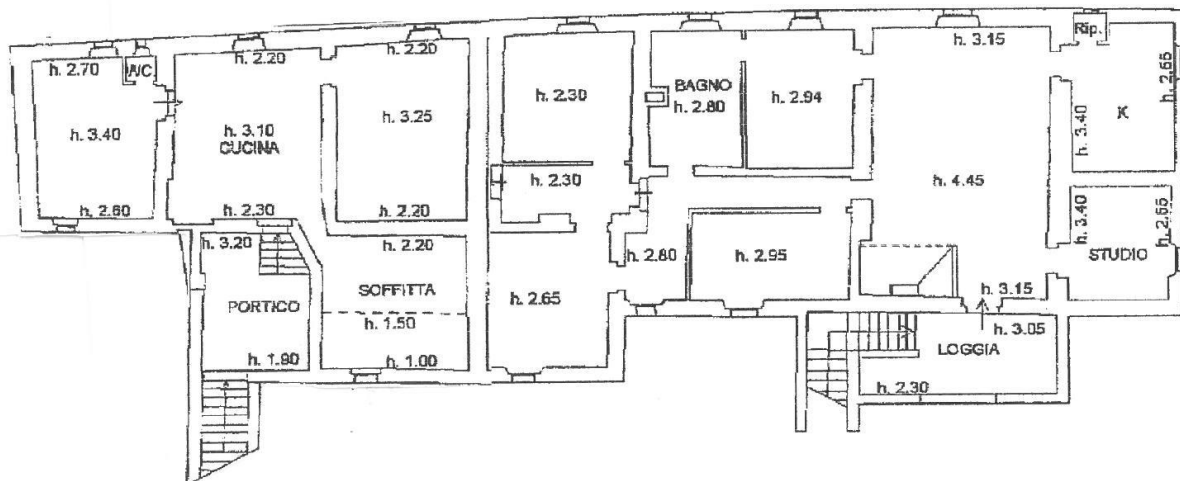 h. 2.70
WC
h. 3.40
h. 2.60
h. 2.20
h. 3.10
CUCINA
h. 2.30
h. 2.20
h. 3.25
h. 2.20
h. 3.20
PORTICO
h. 1.90
h. 2.20
SOFFITTA
h. 1.50
h. 1.00
h. 2.30
h. 2.30
h. 2.65
BAGNO
h. 2.80
h. 2.94
h. 2.80
h. 2.95
h. 3.15
h. 4.45
h. 3.15
Rip.
h. 2.65
h. 3.40
K
h. 3.40
h. 2.65
STUDIO
h. 3.05
LOGGIA
h. 2.30